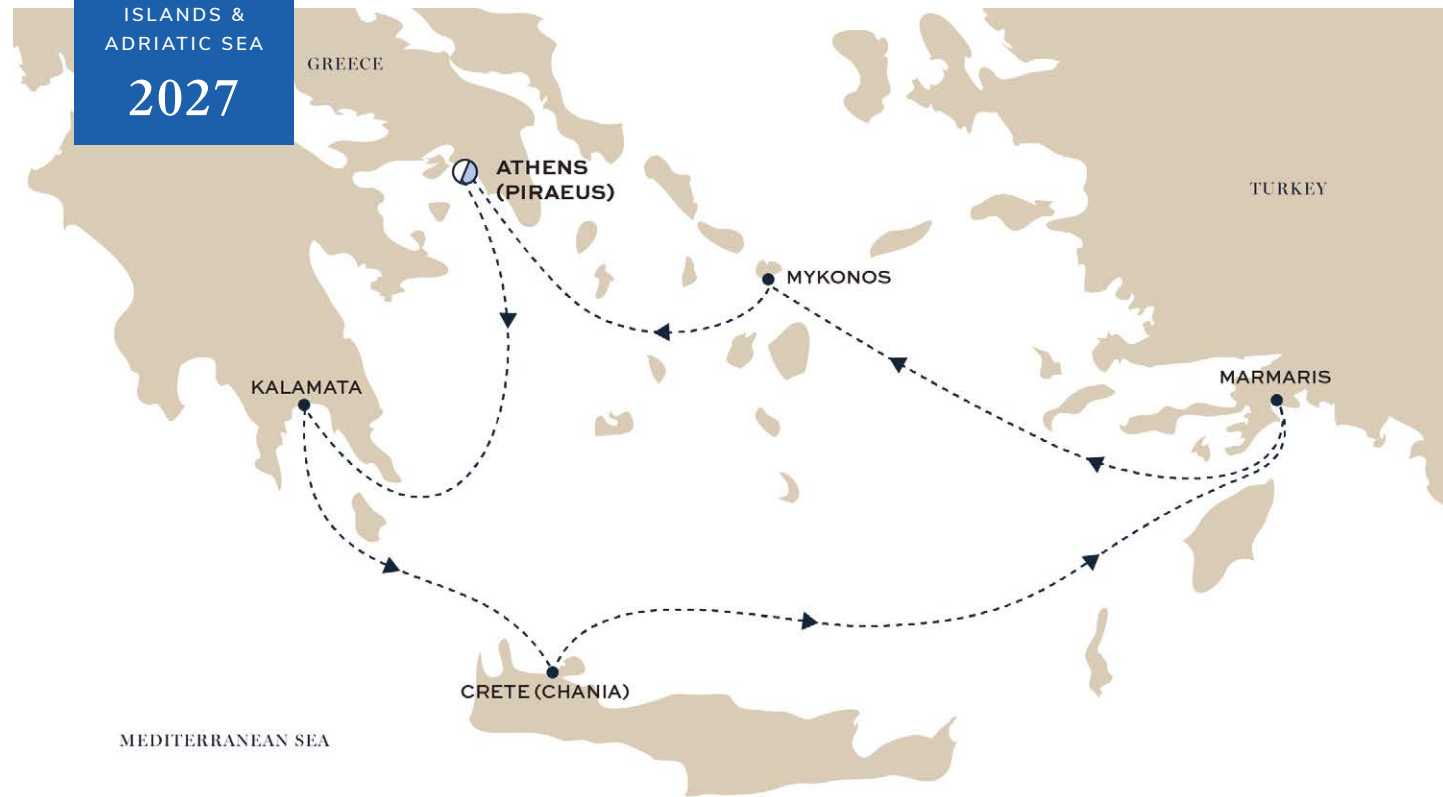 ISLANDS &
ADRIATIC SEA
2027
GREECE
ATHENS
(PIRAEUS)
TURKEY
MYKONOS
MARMARIS
KALAMATA
CRETE (CHANIA)
MEDITERRANEAN SEA